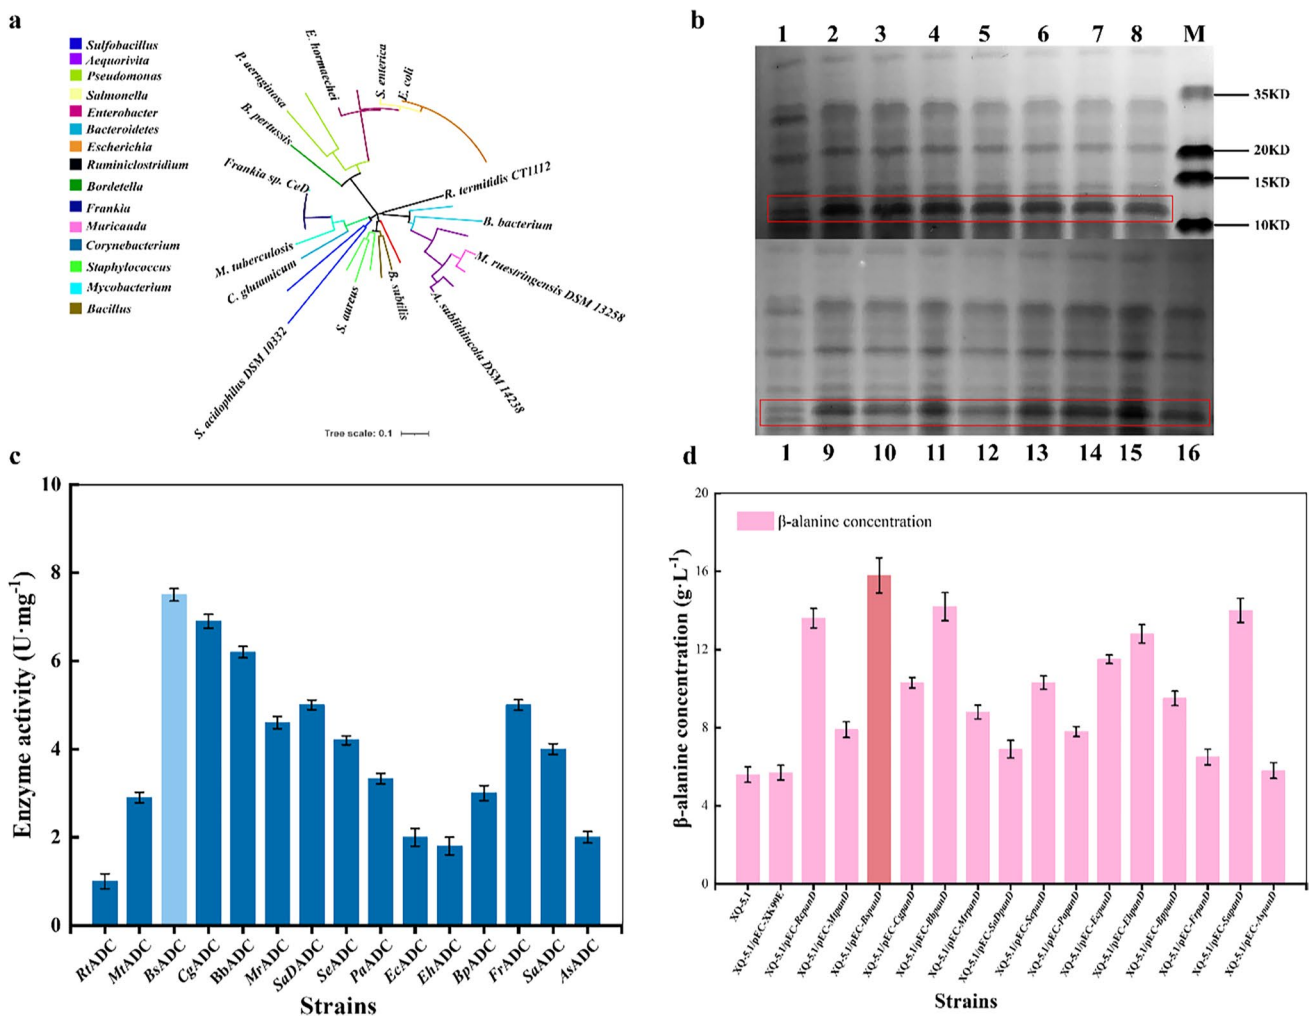 a
Sulfobacillus
Aequorivita
Pseudomonas
Salmonella
Enterobacter
Bacteroidetes
Escherichia
Ruminiclostridium
Bordetella
Frankia
Muricauda
Corynebacterium
Staphylococcus
Mycobacterium
Bacillus
P. aeruginosa
E. hormaechei
S. enterica
E. coli
B. pertussis
Frankia sp. CeD
R. termitidis CT1112
B. bacterium
M. tuberculosis
C. glutamicum
M. ruestringensis DSM 13258
S. aureus
B. subtilis
A. sublithincola DSM 14238
S. acidophilus DSM 10332
Tree scale: 0.1
b
1 2 3 4 5 6 7 8 M
35KD
20KD
15KD
10KD
1 9 10 11 12 13 14 15 16
c
10
8
6
4
2
0
Enzyme activity (U·mg⁻¹)
RtADC
MtADC
BsADC
CgADC
BbADC
MrADC
SaDADC
SeADC
PaADC
EcADC
EhADC
BpADC
FrADC
SaADC
AsADC
Strains
d
β-alanine concentration
20
16
12
8
4
0
β-alanine concentration (g·L⁻¹)
XQ-5.1
XQ-5.1/pEC-XK99E
XQ-5.1/pEC-RtpanD
XQ-5.1/pEC-MtpanD
XQ-5.1/pEC-BspanD
XQ-5.1/pEC-CgpanD
XQ-5.1/pEC-BbpanD
XQ-5.1/pEC-MrpanD
XQ-5.1/pEC-SaDpanD
XQ-5.1/pEC-SepanD
XQ-5.1/pEC-PapanD
XQ-5.1/pEC-EcpanD
XQ-5.1/pEC-EhpanD
XQ-5.1/pEC-BppanD
XQ-5.1/pEC-FrpanD
XQ-5.1/pEC-SapanD
XQ-5.1/pEC-AspanD
Strains